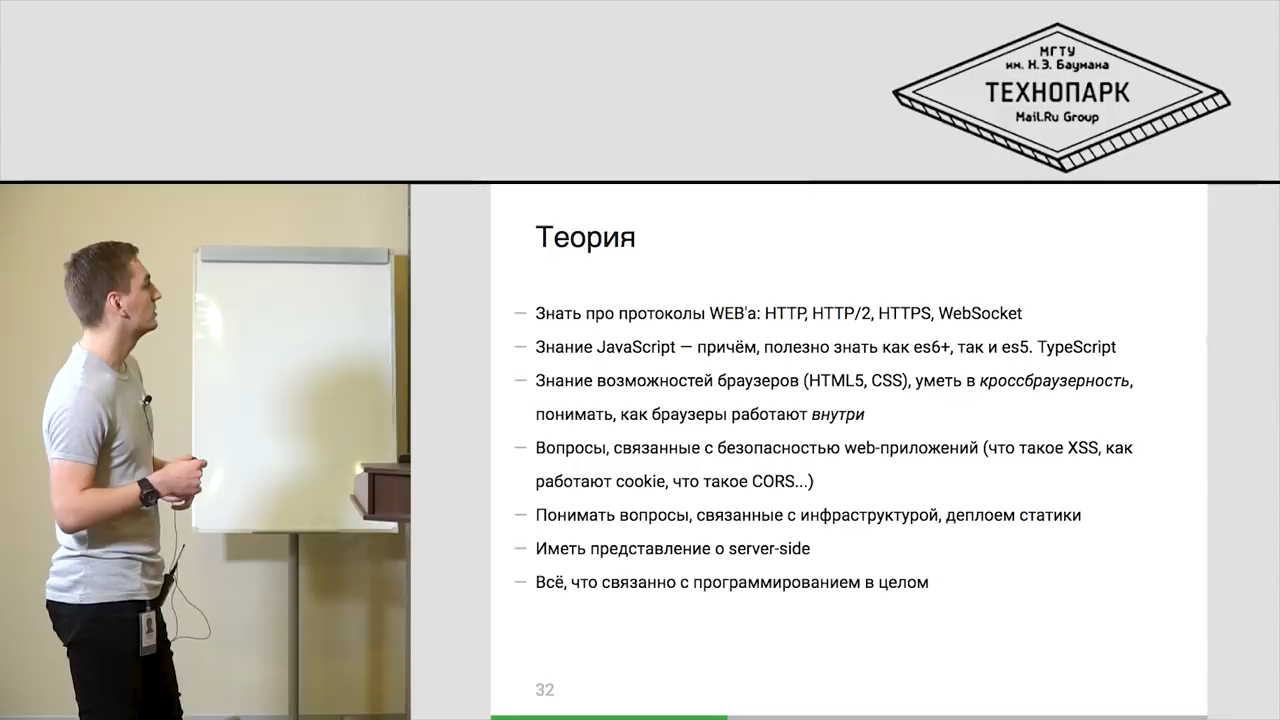 МГТУ
им. Н.Э. Баумана
ТЕХНОПАРК
Mail.Ru Group
Теория
— Знать про протоколы WEB'а: HTTP, HTTP/2, HTTPS, WebSocket
— Знание JavaScript — причём, полезно знать как es6+, так и es5. TypeScript
— Знание возможностей браузеров (HTML5, CSS), уметь в кроссбраузерность,
понимать, как браузеры работают внутри
— Вопросы, связанные с безопасностью web-приложений (что такое XSS, как
работают cookie, что такое CORS...)
— Понимать вопросы, связанные с инфраструктурой, деплоем статики
— Иметь представление о server-side
— Всё, что связанно с программированием в целом
32